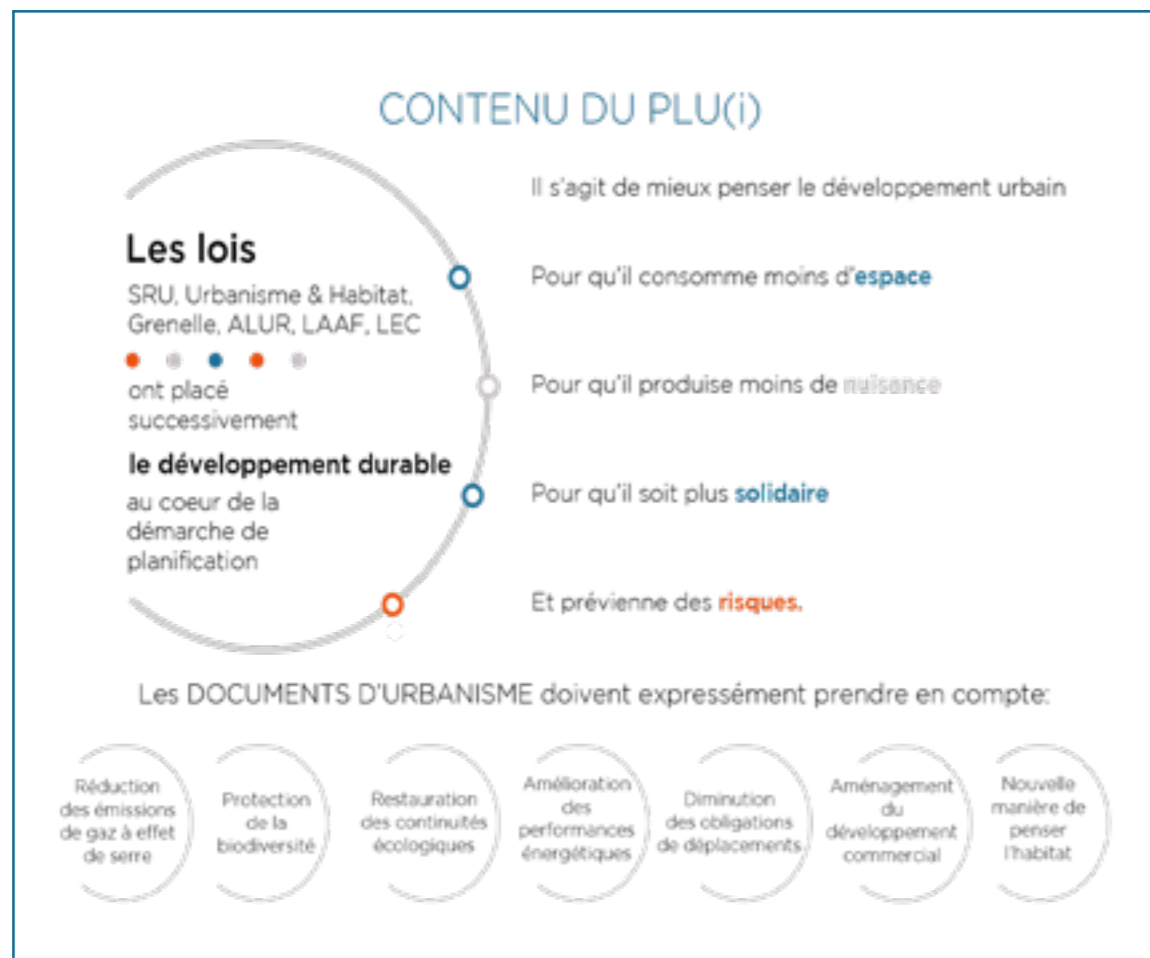 CONTENU DU PLU(i)
Les lois
SRU, Urbanisme & Habitat,
Grenelle, ALUR, LAAF, LEC
ont placé
successivement
le développement durable
au coeur de la
démarche de
planification
Il s'agit de mieux penser le développement urbain
Pour qu'il consomme moins d'espace
Pour qu'il produise moins de nuisance
Pour qu'il soit plus solidaire
Et prévienne des risques.
Les DOCUMENTS D'URBANISME doivent expressément prendre en compte:
Réduction
des émissions
de gaz à effet
de serre
Protection
de la
biodiversité
Restauration
des continuités
écologiques
Amélioration
des
performances
énergétiques
Diminution
des obligations
de déplacements
Aménagement
du
développement
commercial
Nouvelle
manière de
penser
l'habitat